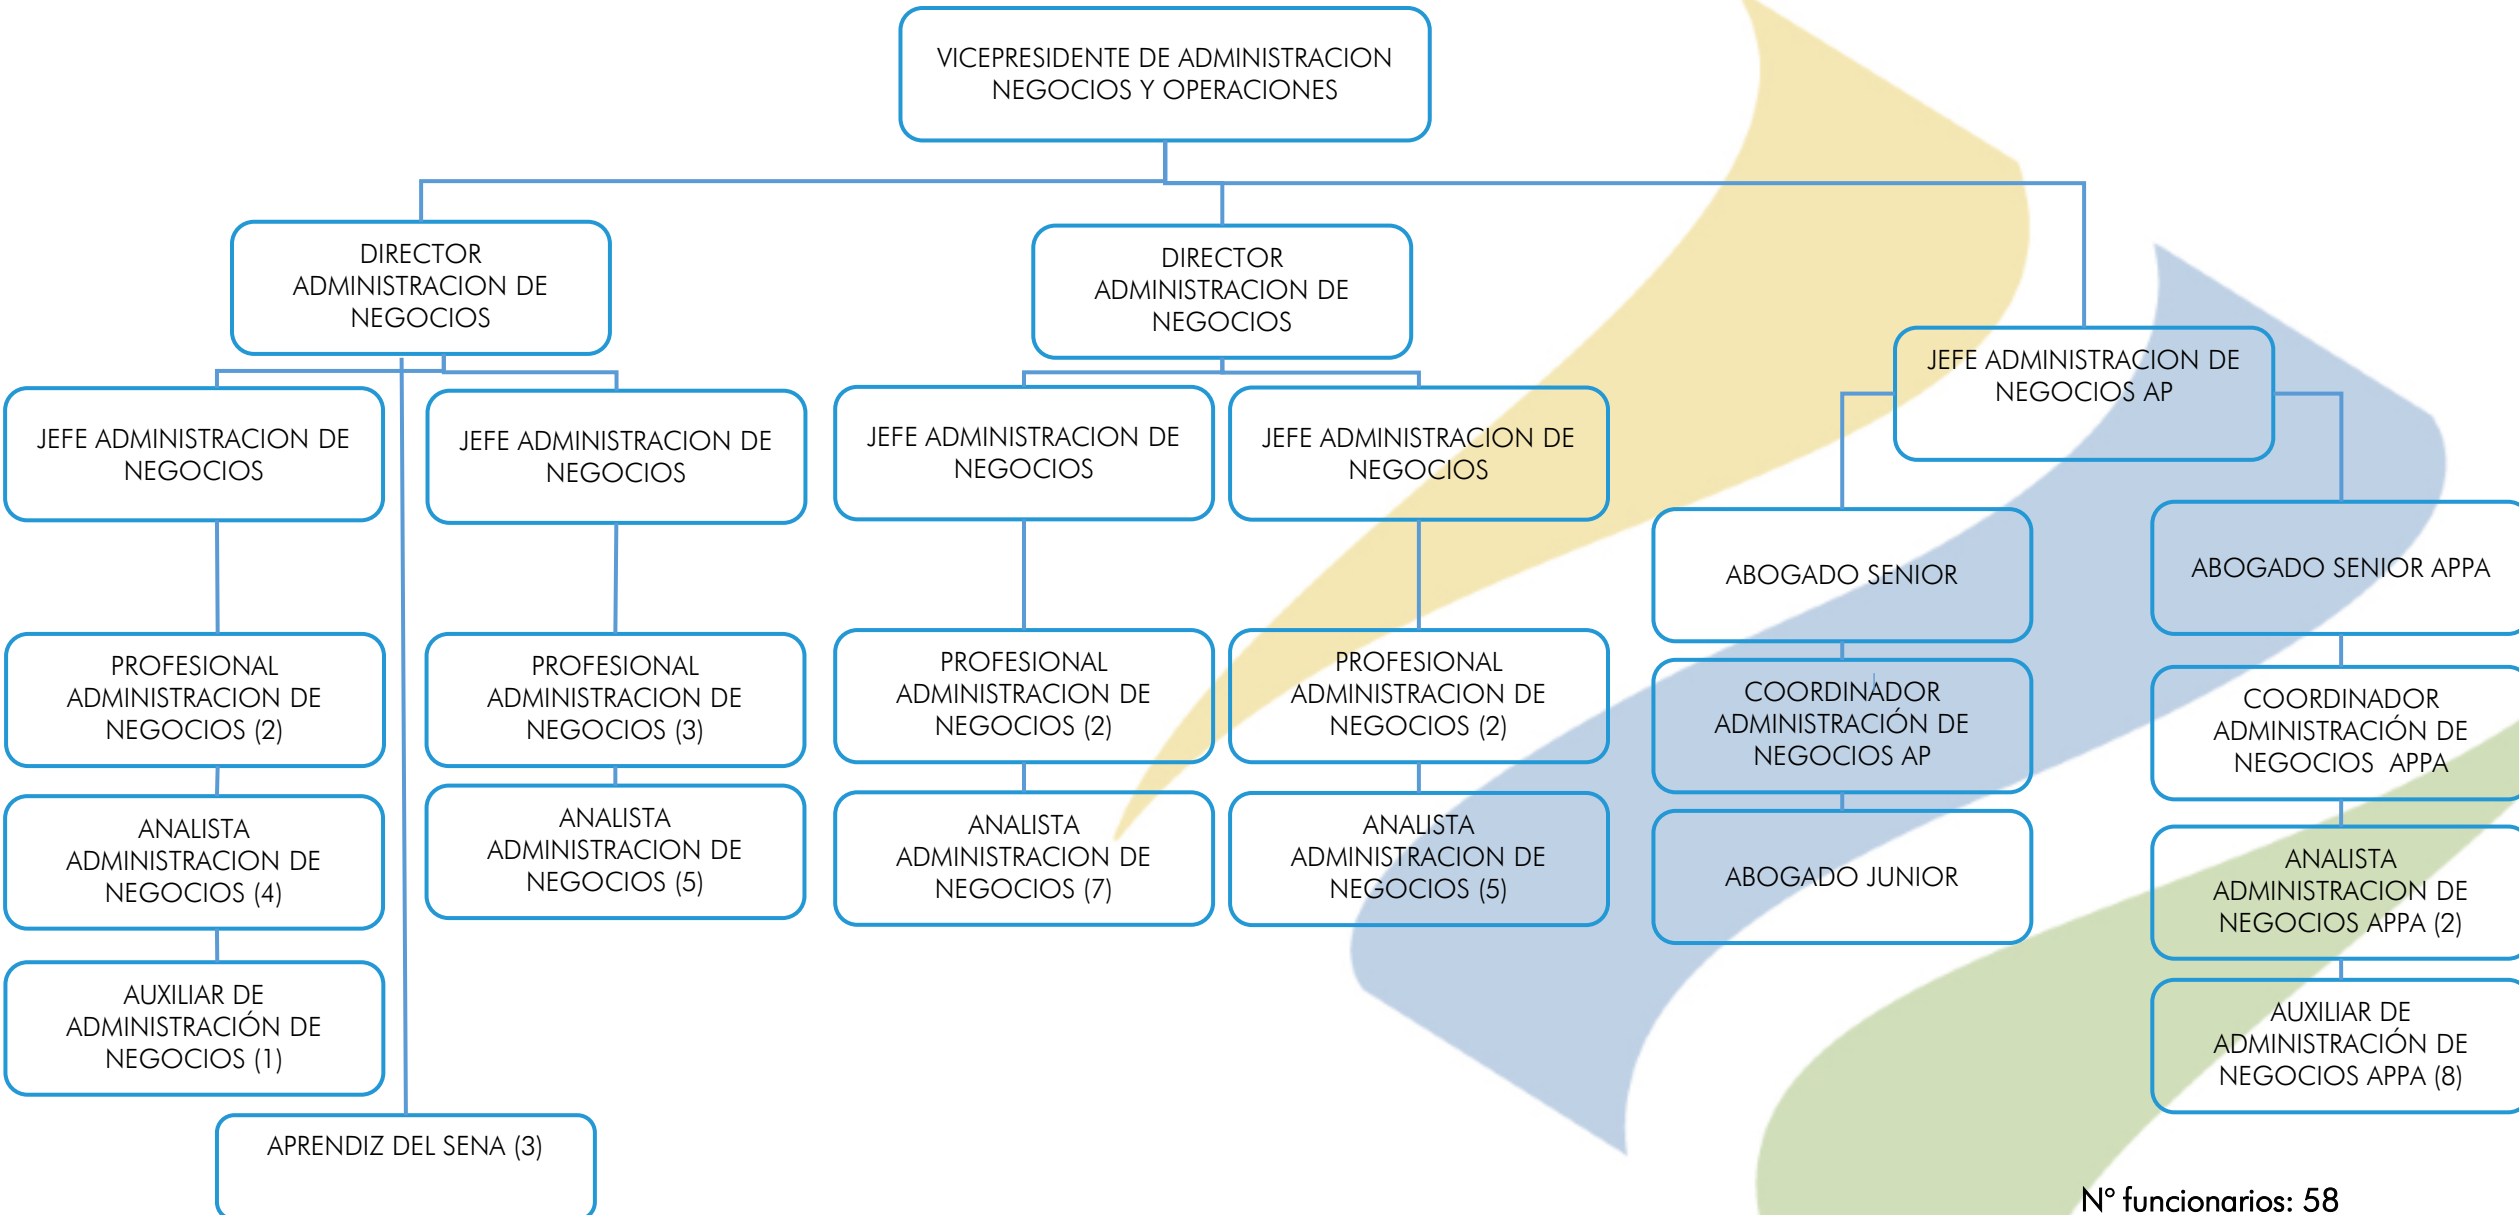 VICEPRESIDENTE DE ADMINISTRACION
NEGOCIOS Y OPERACIONES
DIRECTOR
ADMINISTRACION DE
NEGOCIOS
DIRECTOR
ADMINISTRACION DE
NEGOCIOS
JEFE ADMINISTRACION DE
NEGOCIOS AP
JEFE ADMINISTRACION DE
NEGOCIOS
JEFE ADMINISTRACION DE
NEGOCIOS
JEFE ADMINISTRACION DE
NEGOCIOS
JEFE ADMINISTRACION DE
NEGOCIOS
ABOGADO SENIOR
ABOGADO SENIOR APPA
PROFESIONAL
ADMINISTRACION DE
NEGOCIOS (2)
PROFESIONAL
ADMINISTRACION DE
NEGOCIOS (3)
PROFESIONAL
ADMINISTRACION DE
NEGOCIOS (2)
PROFESIONAL
ADMINISTRACION DE
NEGOCIOS (2)
COORDINADOR
ADMINISTRACIÓN DE
NEGOCIOS AP
COORDINADOR
ADMINISTRACIÓN DE
NEGOCIOS  APPA
ANALISTA
ADMINISTRACION DE
NEGOCIOS (4)
ANALISTA
ADMINISTRACION DE
NEGOCIOS (5)
ANALISTA
ADMINISTRACION DE
NEGOCIOS (7)
ANALISTA
ADMINISTRACION DE
NEGOCIOS (5)
ABOGADO JUNIOR
ANALISTA
ADMINISTRACION DE
NEGOCIOS APPA (2)
AUXILIAR DE
ADMINISTRACIÓN DE
NEGOCIOS (1)
AUXILIAR DE
ADMINISTRACIÓN DE
NEGOCIOS APPA (8)
APRENDIZ DEL SENA (3)
N° funcionarios: 58